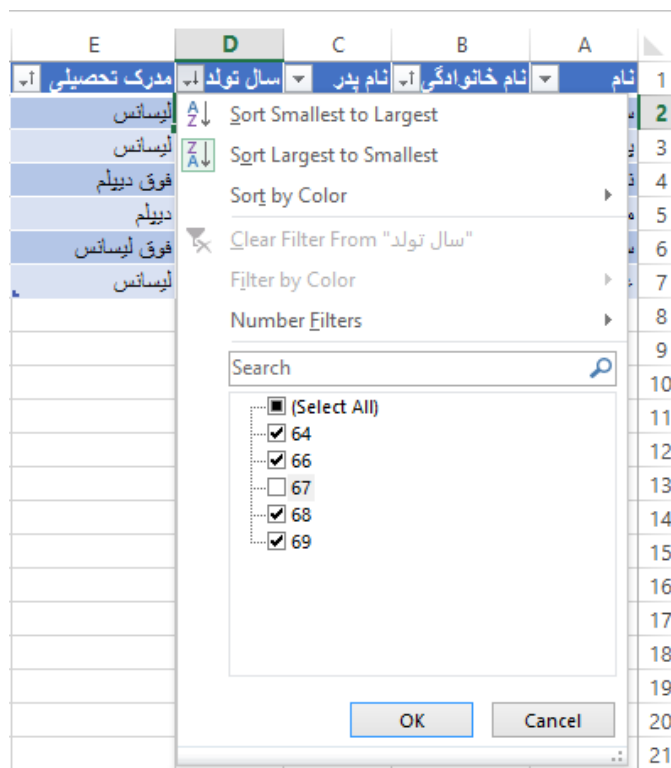 E D C B A
نام نام خانوادگی نام پدر سال تولد مدرک تحصیلی 1
لیسانس 2
لیسانس 3
فوق دیپلم 4
دیپلم 5
فوق لیسانس 6
لیسانس 7
8
9
10
11
12
13
14
15
16
17
18
19
20
21
Sort Smallest to Largest
Sort Largest to Smallest
Sort by Color
Clear Filter From "سال تولد"
Filter by Color
Number Filters
Search
(Select All)
64
66
67
68
69
OK Cancel